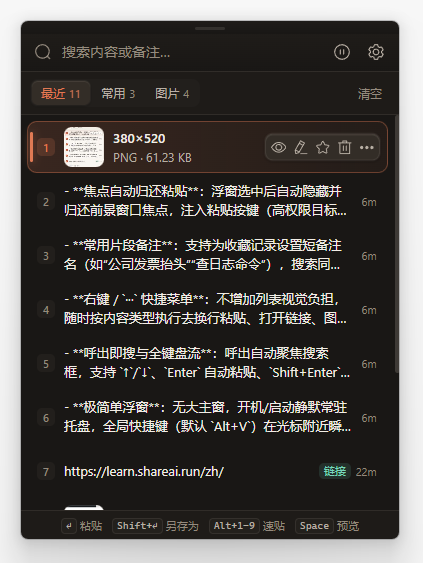 搜索内容或备注...
最近 11 常用 3 图片 4 清空
1 380×520
PNG · 61.23 KB
2 - **焦点自动归还粘贴**：浮窗选中后自动隐藏并
归还前景窗口焦点，注入粘贴按键（高权限目标... 6m
3 - **常用片段备注**：支持为收藏记录设置短备注
名（如“公司发票抬头”“查日志命令”），搜索同... 6m
4 - **右键 / `···` 快捷菜单**：不增加列表视觉负担，
随时按内容类型执行去换行粘贴、打开链接、图... 6m
5 - **呼出即搜与全键盘流**：呼出自动聚焦搜索
框，支持 `↑`/`↓`、`Enter` 自动粘贴、`Shift+Enter`... 6m
6 - **极简单浮窗**：无大主窗，开机/启动静默常驻
托盘，全局快捷键（默认 `Alt+V`）在光标附近瞬... 6m
7 https://learn.shareai.run/zh/ 链接 22m
↵ 粘贴 Shift+↵ 另存为 Alt+1-9 速贴 Space 预览